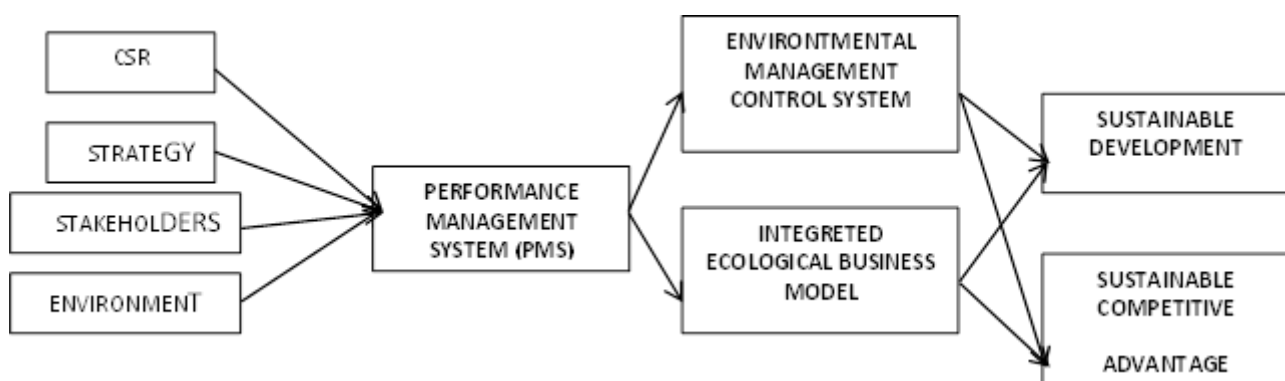 CSR
STRATEGY
STAKEHOLDERS
ENVIRONMENT
PERFORMANCE
MANAGEMENT
SYSTEM (PMS)
ENVIRONTMENTAL
MANAGEMENT
CONTROL SYSTEM
INTEGRETED
ECOLOGICAL BUSINESS
MODEL
SUSTAINABLE
DEVELOPMENT
SUSTAINABLE
COMPETITIVE
ADVANTAGE